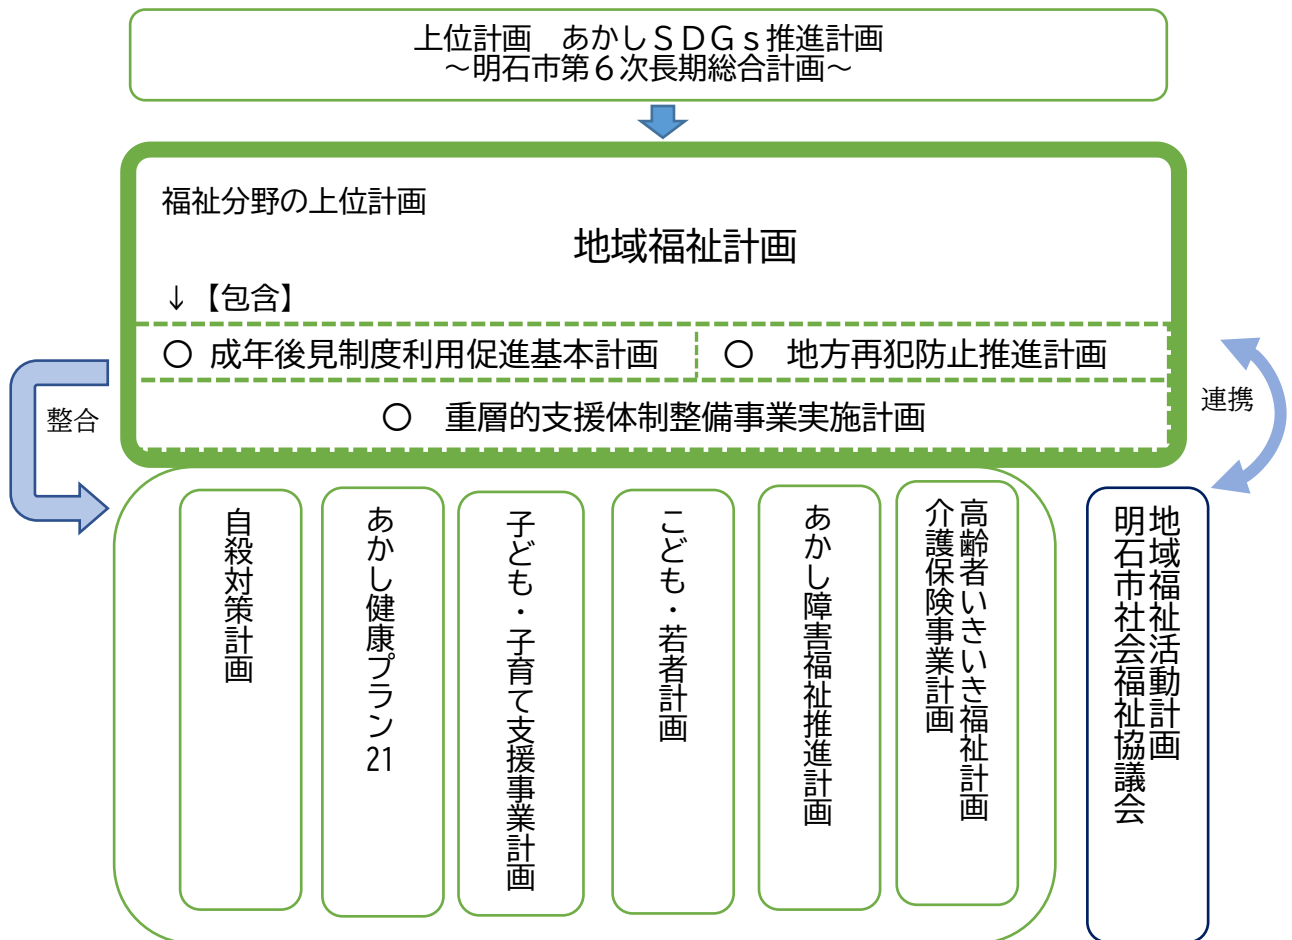 上位計画　あかしＳＤＧｓ推進計画
～明石市第６次長期総合計画～
福祉分野の上位計画
地域福祉計画
↓【包含】
〇 成年後見制度利用促進基本計画
〇　地方再犯防止推進計画
〇　重層的支援体制整備事業実施計画
整合
連携
自殺対策計画
あかし健康プラン21
子ども・子育て支援事業計画
こども・若者計画
あかし障害福祉推進計画
高齢者いきいき福祉計画
介護保険事業計画
地域福祉活動計画
明石市社会福祉協議会